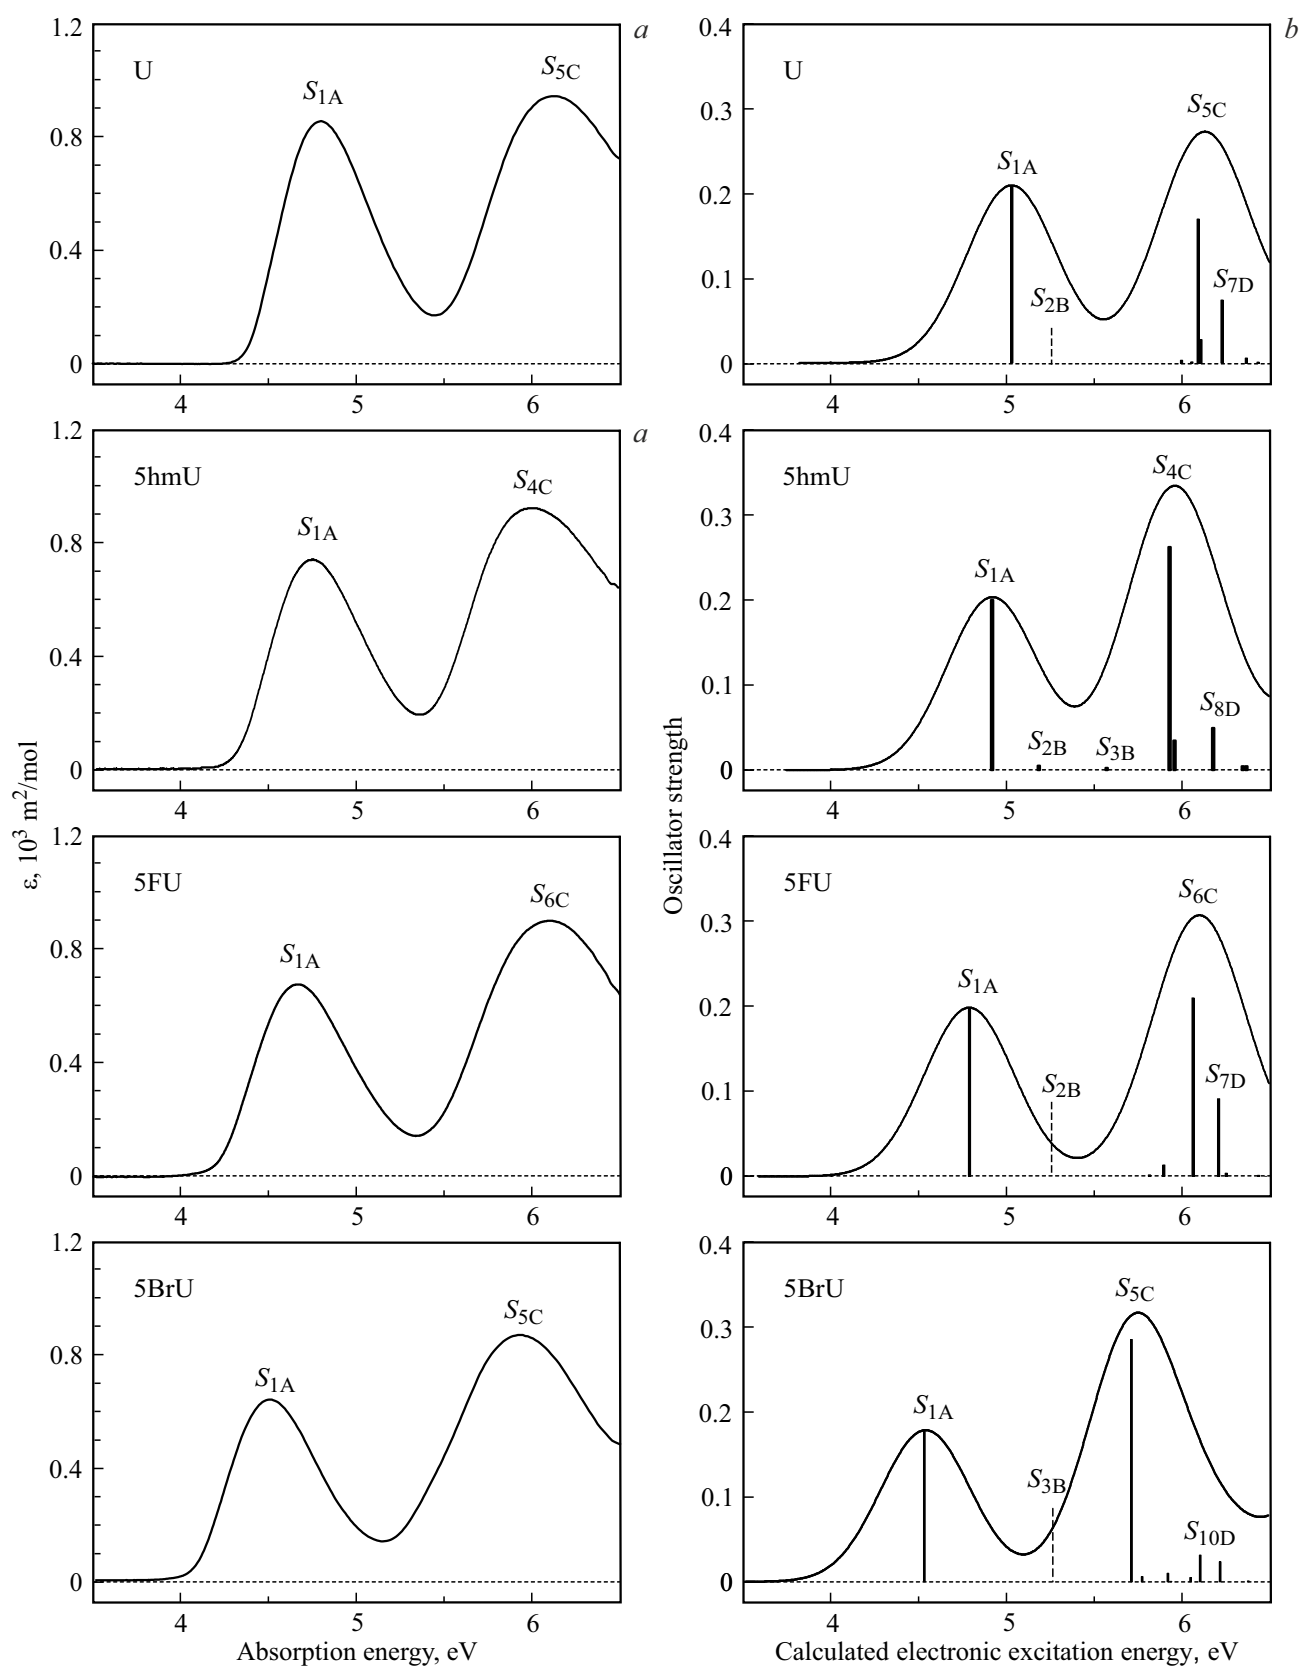 a
b
1.2
0.8
0.4
0
U
S1A
S5C
4
5
6
0.4
0.3
0.2
0.1
0
U
S1A
S2B
S5C
S7D
4
5
6
a
1.2
0.8
0.4
0
5hmU
S1A
S4C
4
5
6
0.4
0.3
0.2
0.1
0
5hmU
S1A
S2B
S3B
S4C
S8D
4
5
6
ε, 10³ m²/mol
Oscillator strength
1.2
0.8
0.4
0
5FU
S1A
S6C
4
5
6
0.4
0.3
0.2
0.1
0
5FU
S1A
S2B
S6C
S7D
4
5
6
1.2
0.8
0.4
0
5BrU
S1A
S5C
4
5
6
Absorption energy, eV
0.4
0.3
0.2
0.1
0
5BrU
S1A
S3B
S5C
S10D
4
5
6
Calculated electronic excitation energy, eV